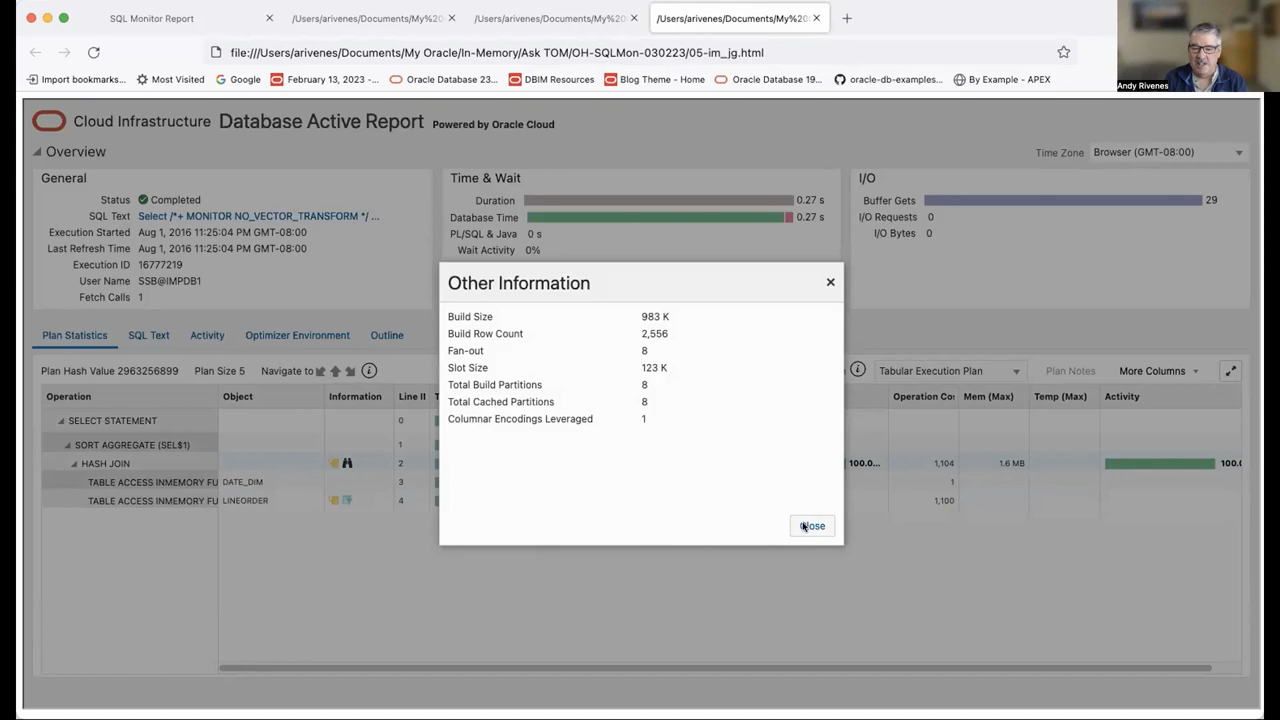 SQL Monitor Report
/Users/arivenes/Documents/My%20
/Users/arivenes/Documents/My%20
/Users/arivenes/Documents/My%20
file:///Users/arivenes/Documents/My Oracle/In-Memory/Ask TOM/OH-SQLMon-030223/05-im_jg.html
Andy Rivenes
Import bookmarks... Most Visited Google February 13, 2023 -... Oracle Database 23... DBIM Resources Blog Theme - Home Oracle Database 19... oracle-db-examples... By Example - APEX
Cloud Infrastructure Database Active Report Powered by Oracle Cloud
Overview
Time Zone Browser (GMT-08:00)
General
Status Completed
SQL Text Select /*+ MONITOR NO_VECTOR_TRANSFORM */ ...
Execution Started Aug 1, 2016 11:25:04 PM GMT-08:00
Last Refresh Time Aug 1, 2016 11:25:04 PM GMT-08:00
Execution ID 16777219
User Name SSB@IMPDB1
Fetch Calls 1
Time & Wait
Duration 0.27 s
Database Time 0.27 s
PL/SQL & Java 0 s
Wait Activity 0%
I/O
Buffer Gets 29
I/O Requests 0
I/O Bytes 0
Other Information
Build Size 983 K
Build Row Count 2,556
Fan-out 8
Slot Size 123 K
Total Build Partitions 8
Total Cached Partitions 8
Columnar Encodings Leveraged 1
Close
Plan Statistics SQL Text Activity Optimizer Environment Outline
Plan Hash Value 2963256899 Plan Size 5 Navigate to Tabular Execution Plan Plan Notes More Columns
Operation Object Information Line I Operation Co Mem (Max) Temp (Max) Activity
SELECT STATEMENT 0
SORT AGGREGATE (SEL$1) 1
HASH JOIN 2 100.0... 1,104 1.6 MB 100.0
TABLE ACCESS INMEMORY FU DATE_DIM 3 1
TABLE ACCESS INMEMORY FU LINEORDER 4 1,100